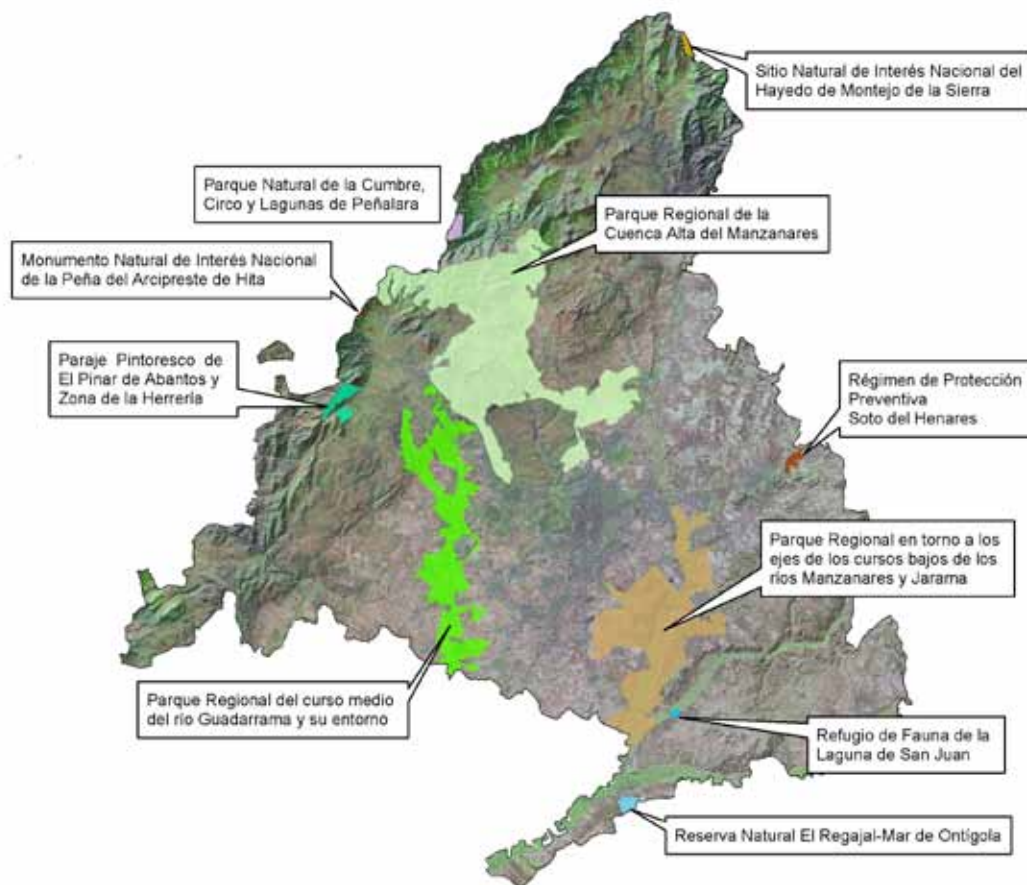 Sitio Natural de Interés Nacional del
Hayedo de Montejo de la Sierra
Parque Natural de la Cumbre,
Circo y Lagunas de Peñalara
Parque Regional de la
Cuenca Alta del Manzanares
Monumento Natural de Interés Nacional
de la Peña del Arcipreste de Hita
Paraje Pintoresco de
El Pinar de Abantos y
Zona de la Herrería
Régimen de Protección
Preventiva
Soto del Henares
Parque Regional en torno a los
ejes de los cursos bajos de los
ríos Manzanares y Jarama
Parque Regional del curso medio
del río Guadarrama y su entorno
Refugio de Fauna de la
Laguna de San Juan
Reserva Natural El Regajal-Mar de Ontígola